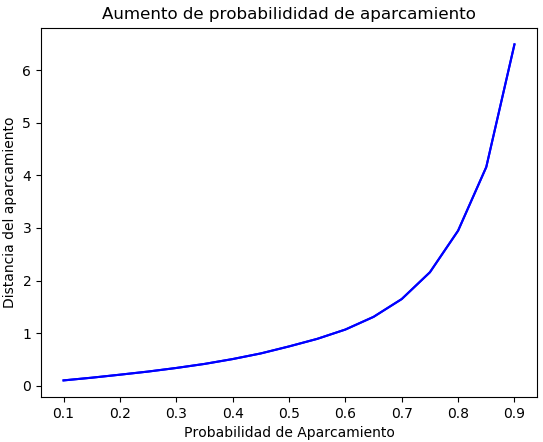 Aumento de probabilididad de aparcamiento
Distancia del aparcamiento
6
5
4
3
2
1
0
0.1 0.2 0.3 0.4 0.5 0.6 0.7 0.8 0.9
Probabilidad de Aparcamiento